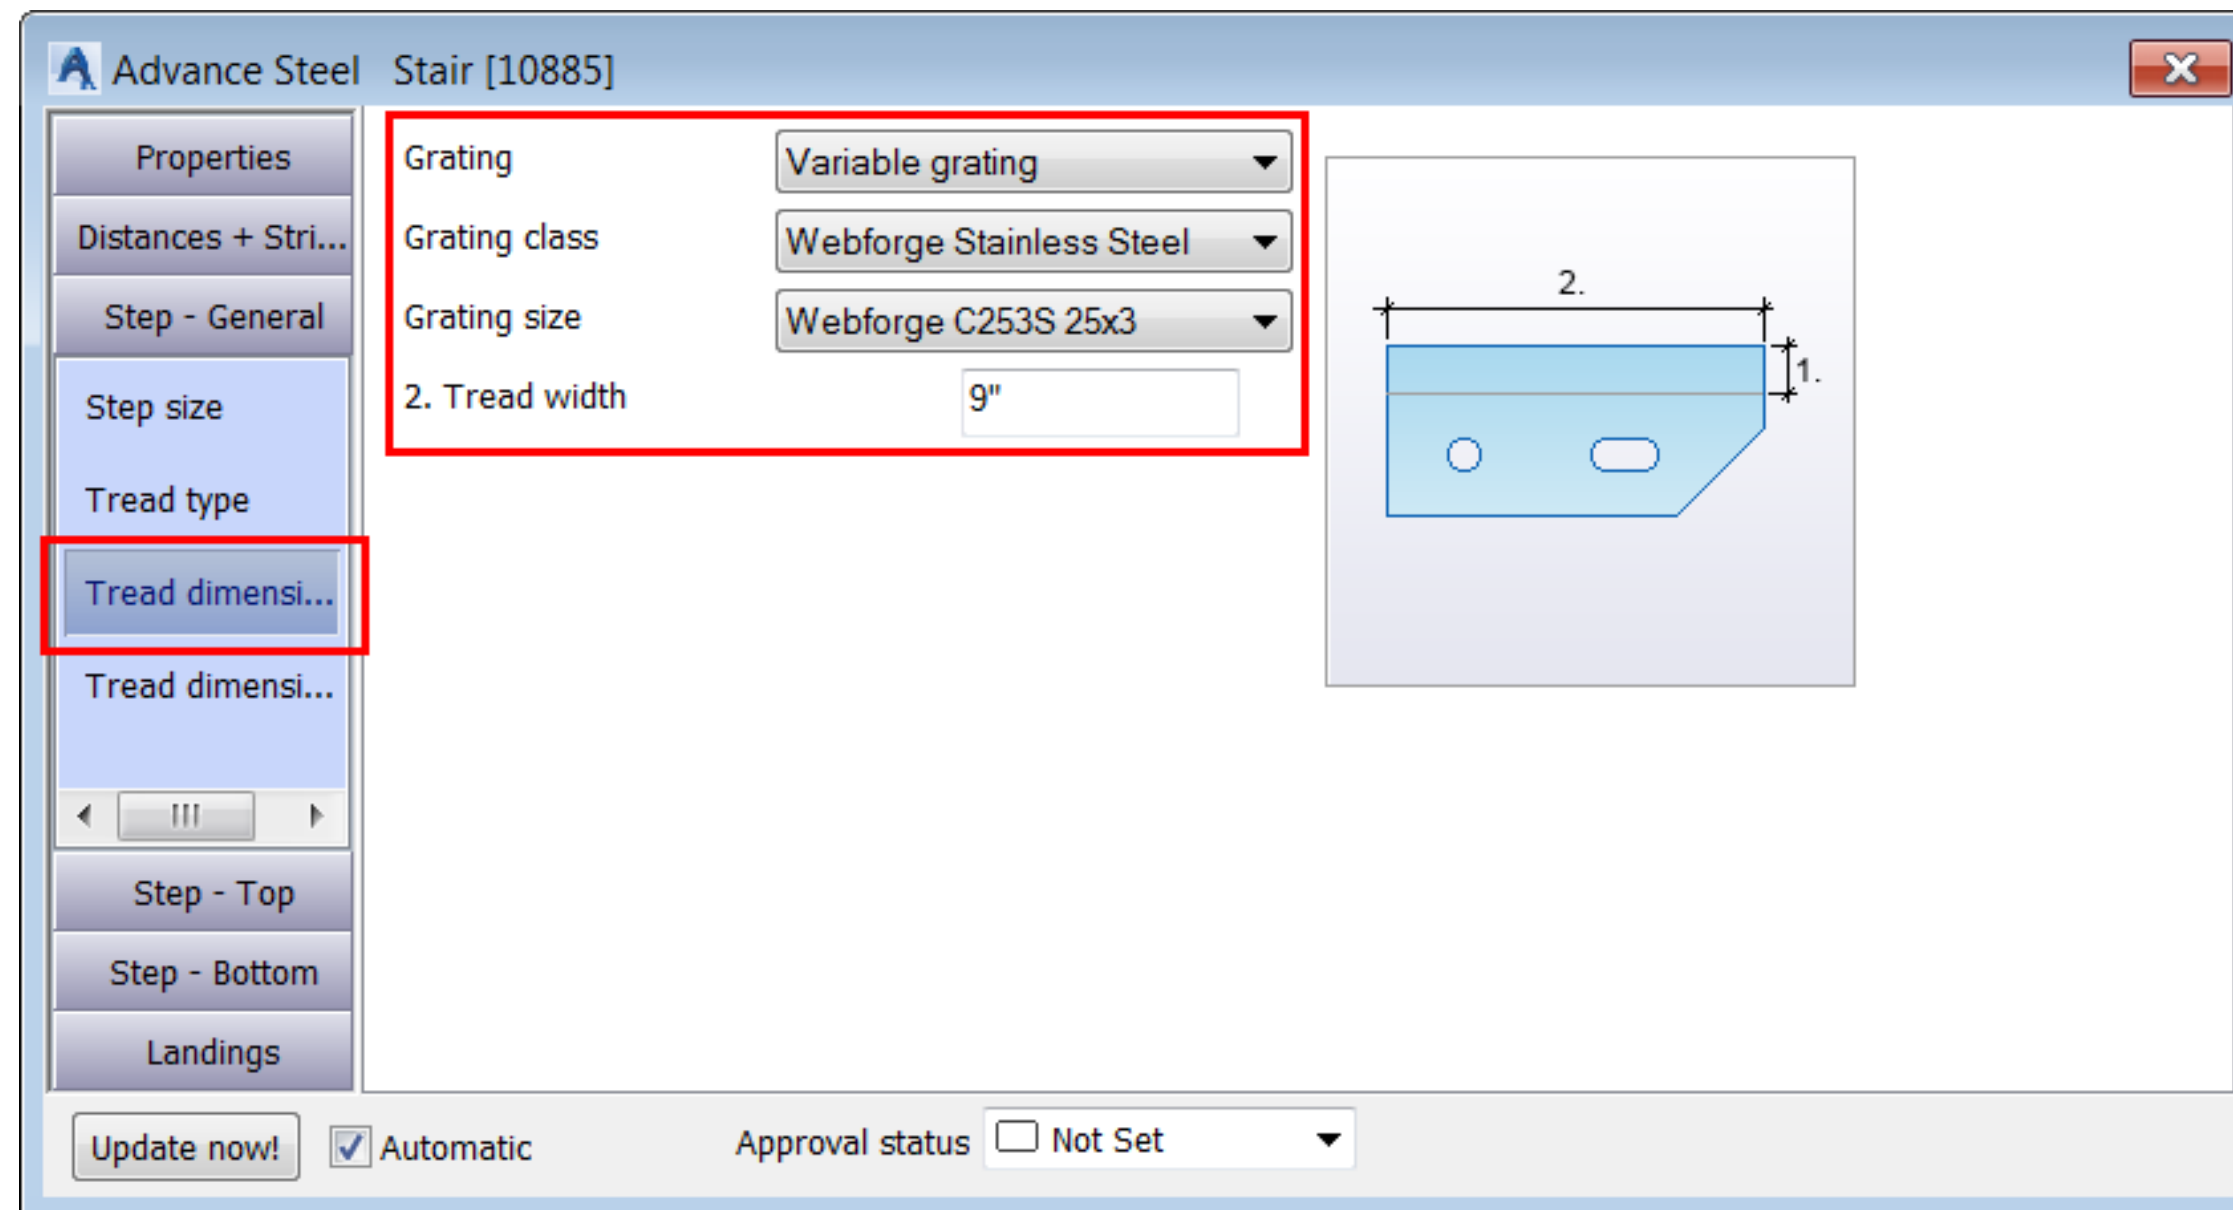 Advance Steel Stair [10885]
Properties
Distances + Stri...
Step - General
Step size
Tread type
Tread dimensi...
Tread dimensi...
Step - Top
Step - Bottom
Landings
Grating Variable grating
Grating class Webforge Stainless Steel
Grating size Webforge C253S 25x3
2. Tread width 9"
2.
1.
Update now! Automatic Approval status Not Set